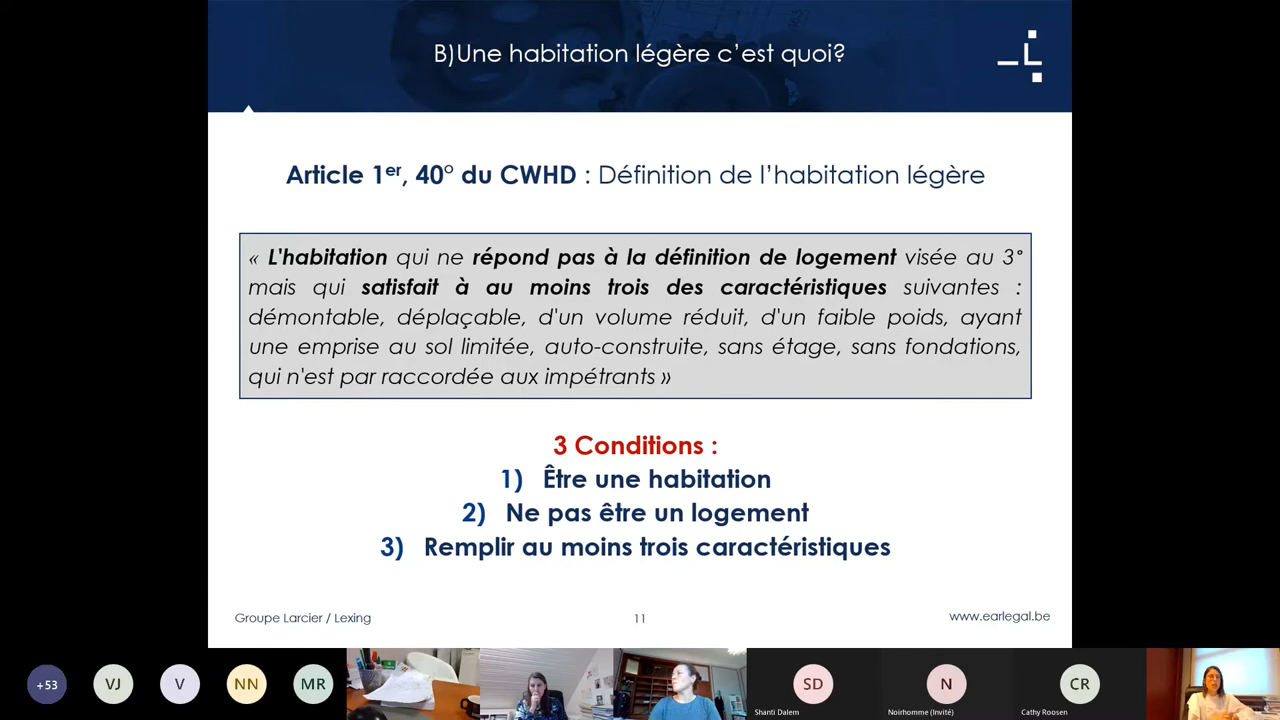 B)Une habitation légère c’est quoi?
L
Article 1er, 40° du CWHD : Définition de l’habitation légère
« L'habitation qui ne répond pas à la définition de logement visée au 3°
mais qui satisfait à au moins trois des caractéristiques suivantes :
démontable, déplaçable, d'un volume réduit, d'un faible poids, ayant
une emprise au sol limitée, auto-construite, sans étage, sans fondations,
qui n'est par raccordée aux impétrants »
3 Conditions :
1) Être une habitation
2) Ne pas être un logement
3) Remplir au moins trois caractéristiques
Groupe Larcier / Lexing
11
www.earlegal.be
+53
VJ
V
NN
MR
SD
N
CR
Shanti Dalem
Noirhomme (Invité)
Cathy Roosen